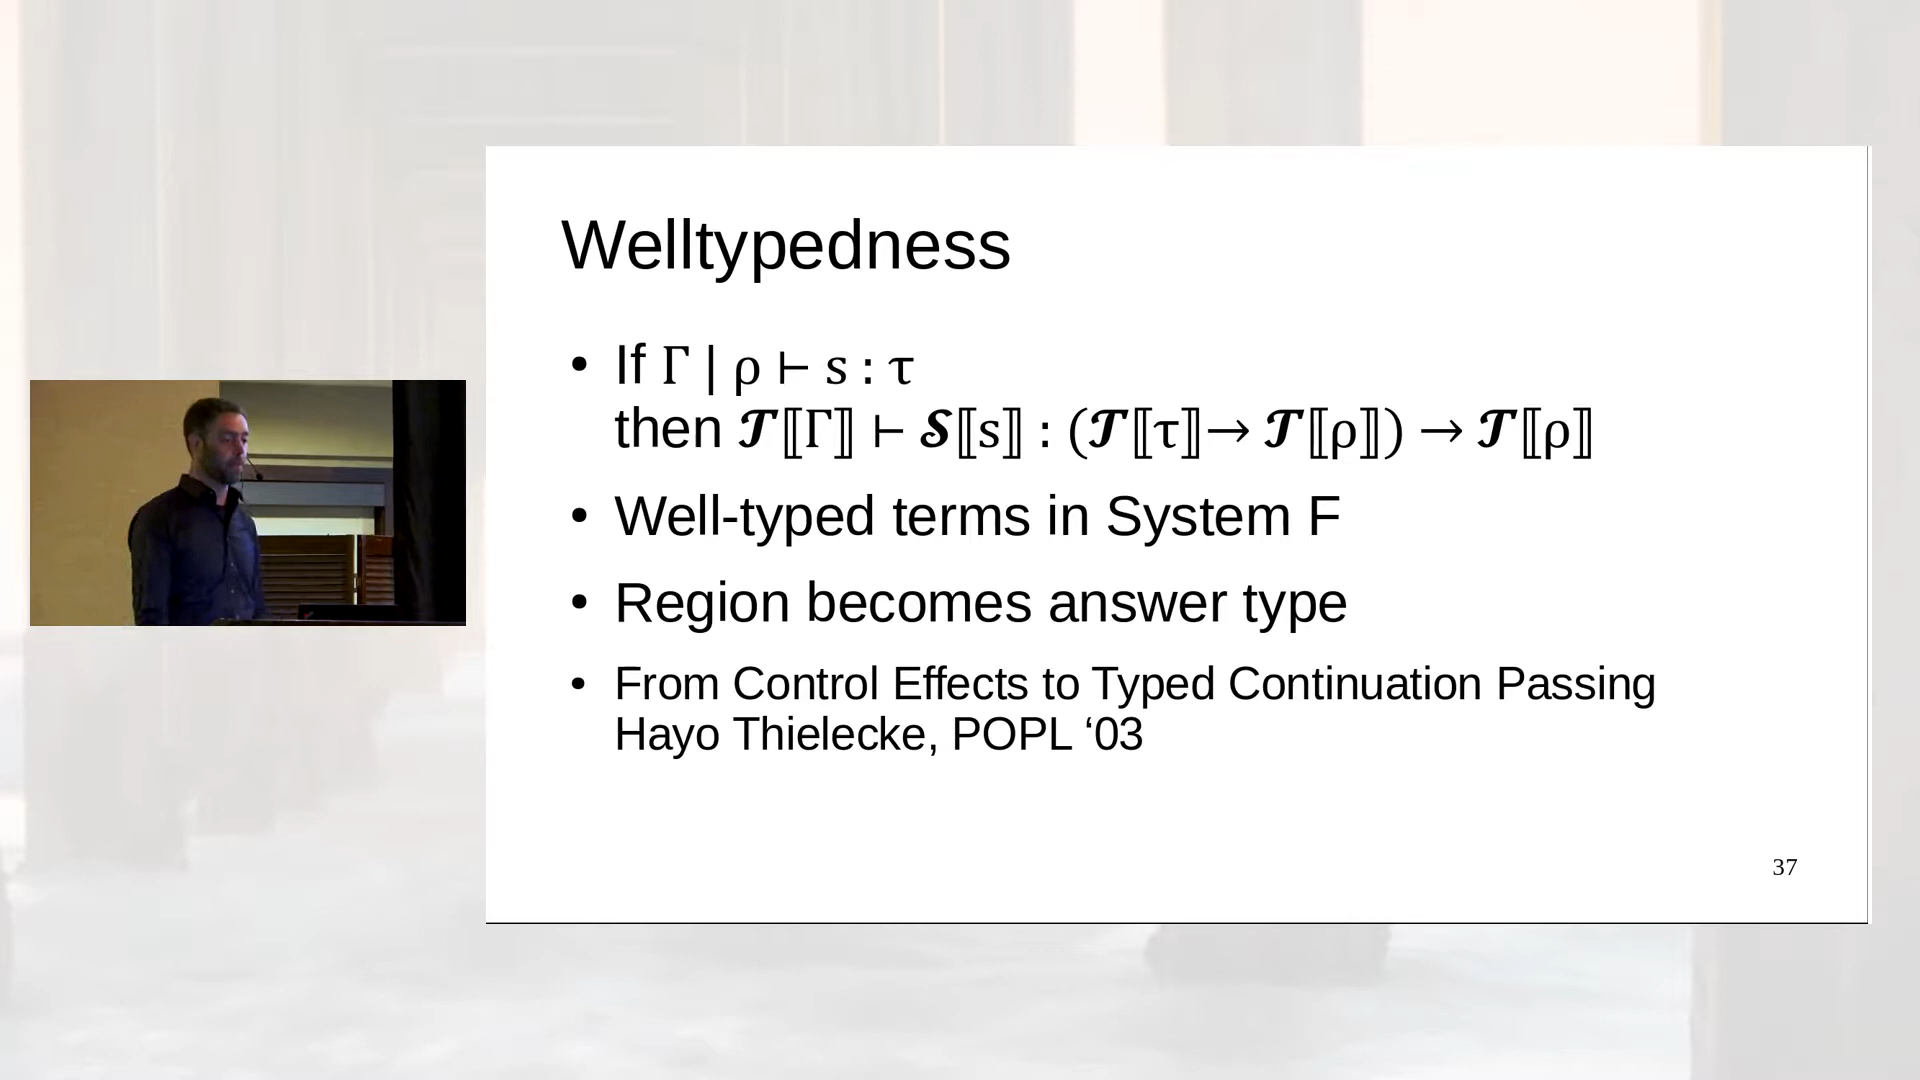 Welltypedness
• If Γ | ρ ⊢ s : τ
then 𝓣⟦Γ⟧ ⊢ 𝓢⟦s⟧ : (𝓣⟦τ⟧→ 𝓣⟦ρ⟧) → 𝓣⟦ρ⟧
• Well-typed terms in System F
• Region becomes answer type
• From Control Effects to Typed Continuation Passing
Hayo Thielecke, POPL ‘03
37